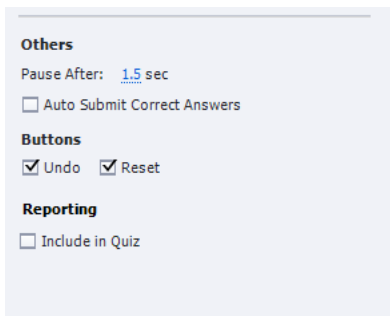 Others
Pause After: 1.5 sec
Auto Submit Correct Answers
Buttons
Undo Reset
Reporting
Include in Quiz